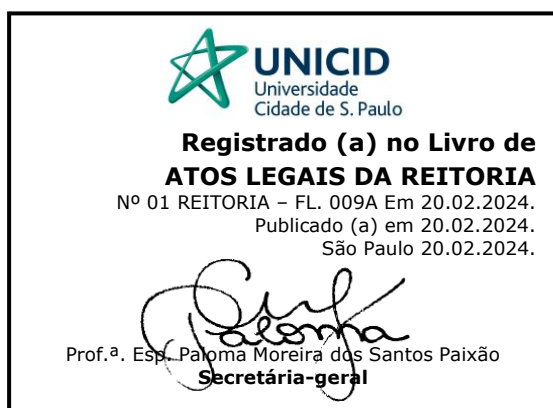 UNICID
Universidade
Cidade de S. Paulo
Registrado (a) no Livro de
ATOS LEGAIS DA REITORIA
Nº 01 REITORIA – FL. 009A Em 20.02.2024.
Publicado (a) em 20.02.2024.
São Paulo 20.02.2024.
Paloma
Prof.ª. Esp. Paloma Moreira dos Santos Paixão
Secretária-geral